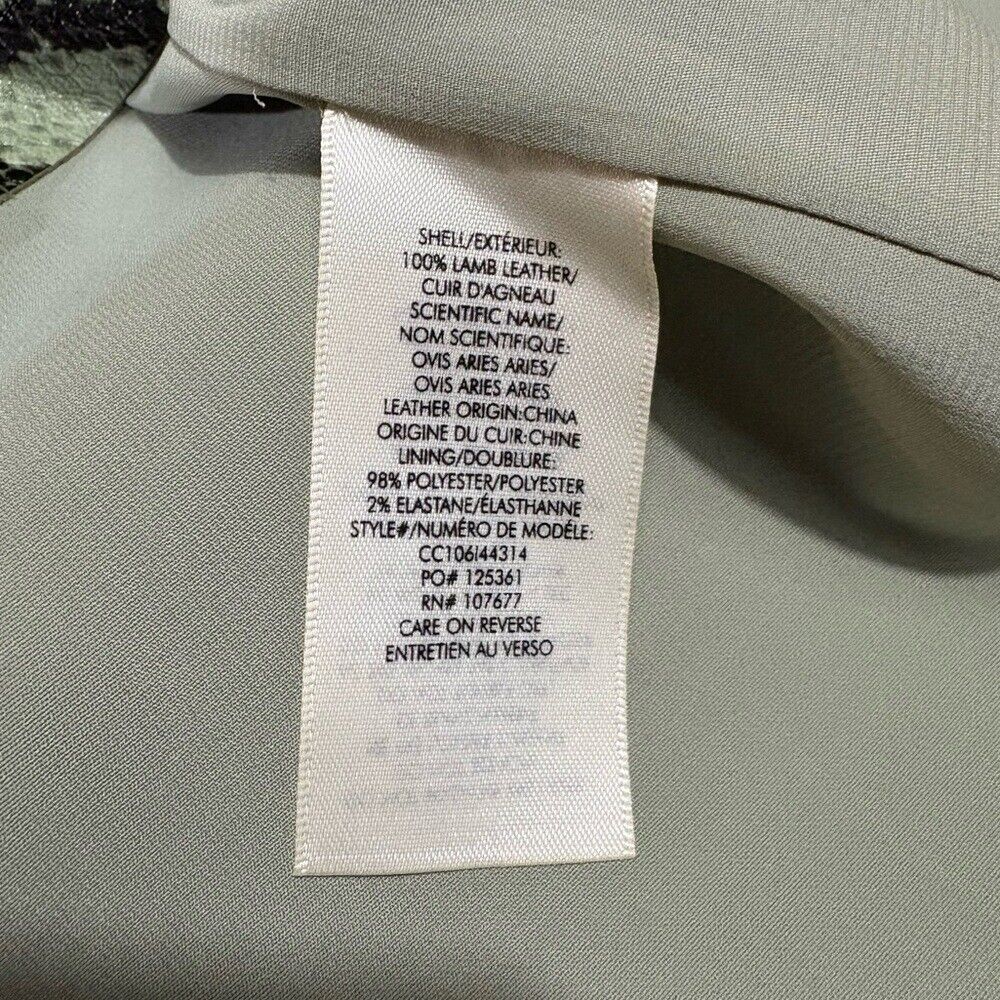 SHELL/EXTÉRIEUR:
100% LAMB LEATHER/
CUIR D'AGNEAU
SCIENTIFIC NAME/
NOM SCIENTIFIQUE:
OVIS ARIES ARIES/
OVIS ARIES ARIES
LEATHER ORIGIN:CHINA
ORIGINE DU CUIR:CHINE
LINING/DOUBLURE:
98% POLYESTER/POLYESTER
2% ELASTANE/ÉLASTHANNE
STYLE#/NUMÉRO DE MODÉLE:
CC106I44314
PO# 125361
RN# 107677
CARE ON REVERSE
ENTRETIEN AU VERSO